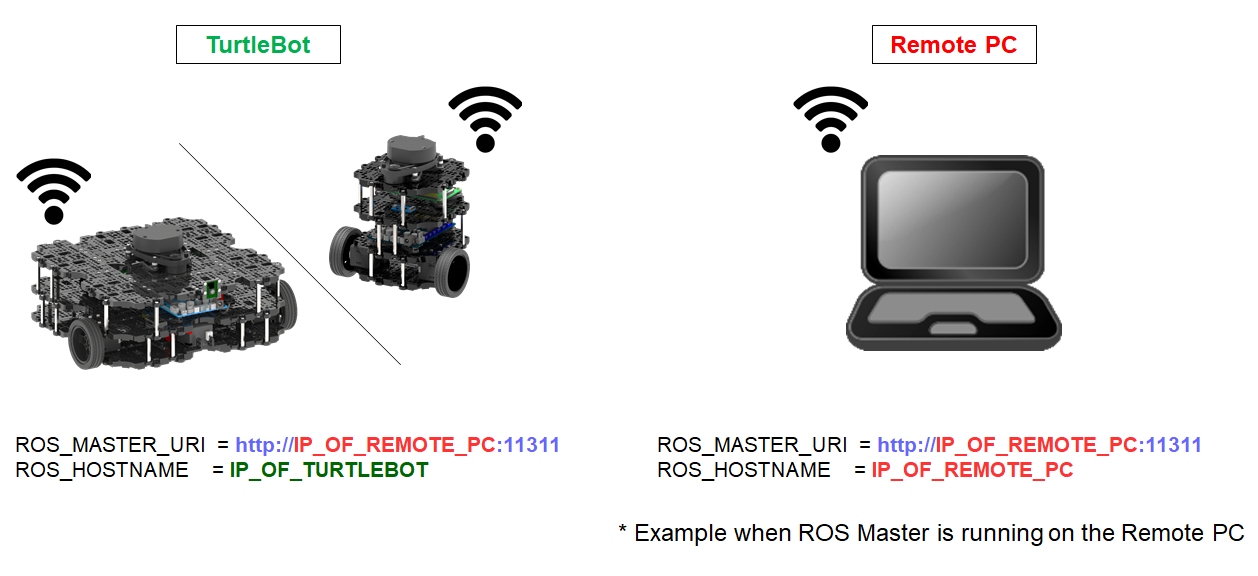 TurtleBot
Remote PC
ROS_MASTER_URI = http://IP_OF_REMOTE_PC:11311
ROS_HOSTNAME = IP_OF_TURTLEBOT
ROS_MASTER_URI = http://IP_OF_REMOTE_PC:11311
ROS_HOSTNAME = IP_OF_REMOTE_PC
* Example when ROS Master is running on the Remote PC